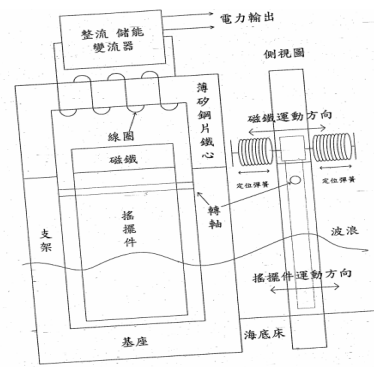 整流 儲能
變流器
電力輸出
側視圖
薄矽鋼片鐵心
磁鐵運動方向
線圈
磁鐵
定位彈簧
定位彈簧
轉軸
搖擺件
支架
波浪
搖擺件運動方向
基座
海底床